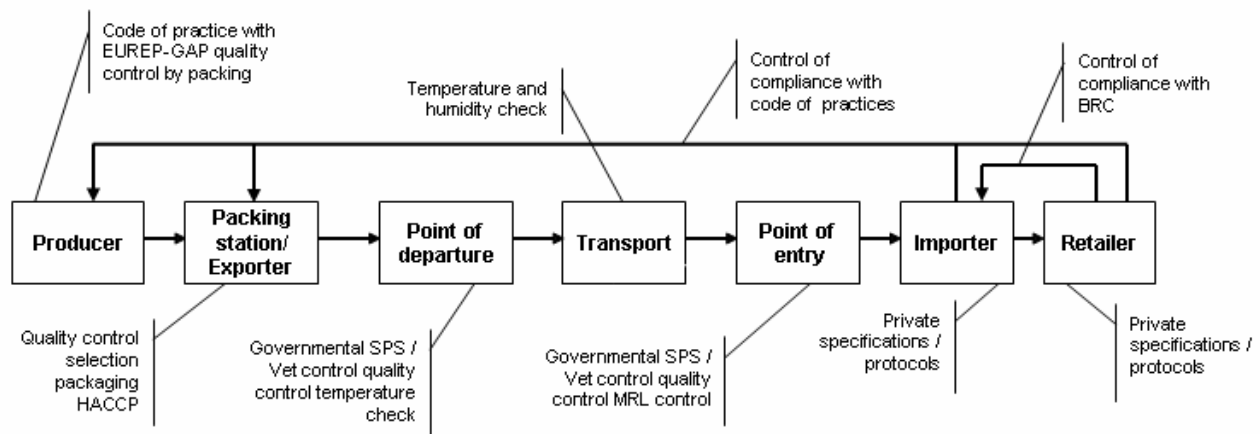 Code of practice with
EUREP-GAP quality
control by packing
Temperature and
humidity check
Control of
compliance with
code of practices
Control of
compliance with
BRC
Producer
Packing
station/
Exporter
Point of
departure
Transport
Point of
entry
Importer
Retailer
Quality control
selection
packaging
HACCP
Governmental SPS /
Vet control quality
control temperature
check
Governmental SPS /
Vet control quality
control MRL control
Private
specifications /
protocols
Private
specifications /
protocols